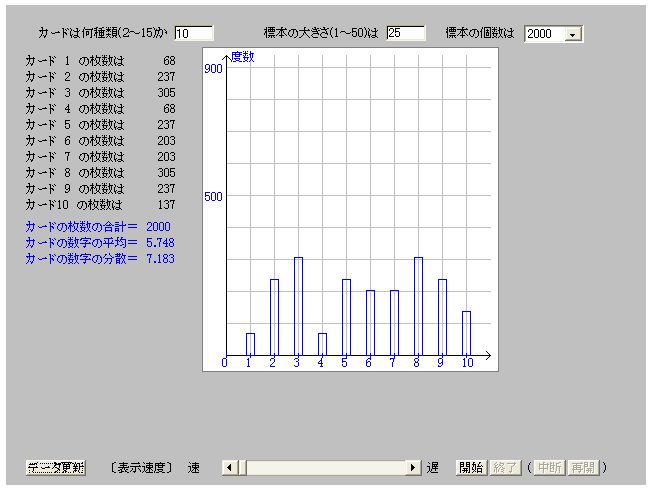 カードは何種類(2～15)か 10 標本の大きさ(1～50)は 25 標本の個数は 2000
カード 1 の枚数は 68
カード 2 の枚数は 237
カード 3 の枚数は 305
カード 4 の枚数は 68
カード 5 の枚数は 237
カード 6 の枚数は 203
カード 7 の枚数は 203
カード 8 の枚数は 305
カード 9 の枚数は 237
カード10 の枚数は 137
カードの枚数の合計＝ 2000
カードの数字の平均＝ 5.748
カードの数字の分散＝ 7.183
度数
900
500
0 1 2 3 4 5 6 7 8 9 10
データ更新 〔表示速度〕 速 遅 開始 終了 ( 中断 再開 )